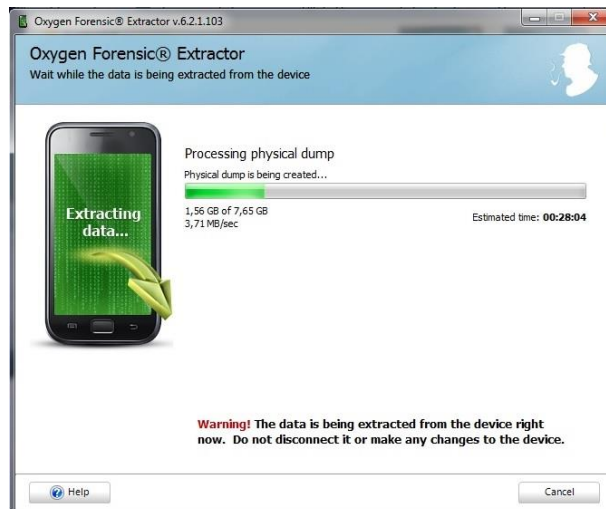 Oxygen Forensic® Extractor v.6.2.1.103
Oxygen Forensic® Extractor
Wait while the data is being extracted from the device
Extracting
data...
Processing physical dump
Physical dump is being created...
1,56 GB of 7,65 GB
3,71 MB/sec
Estimated time: 00:28:04
Warning! The data is being extracted from the device right
now. Do not disconnect it or make any changes to the device.
Help
Cancel